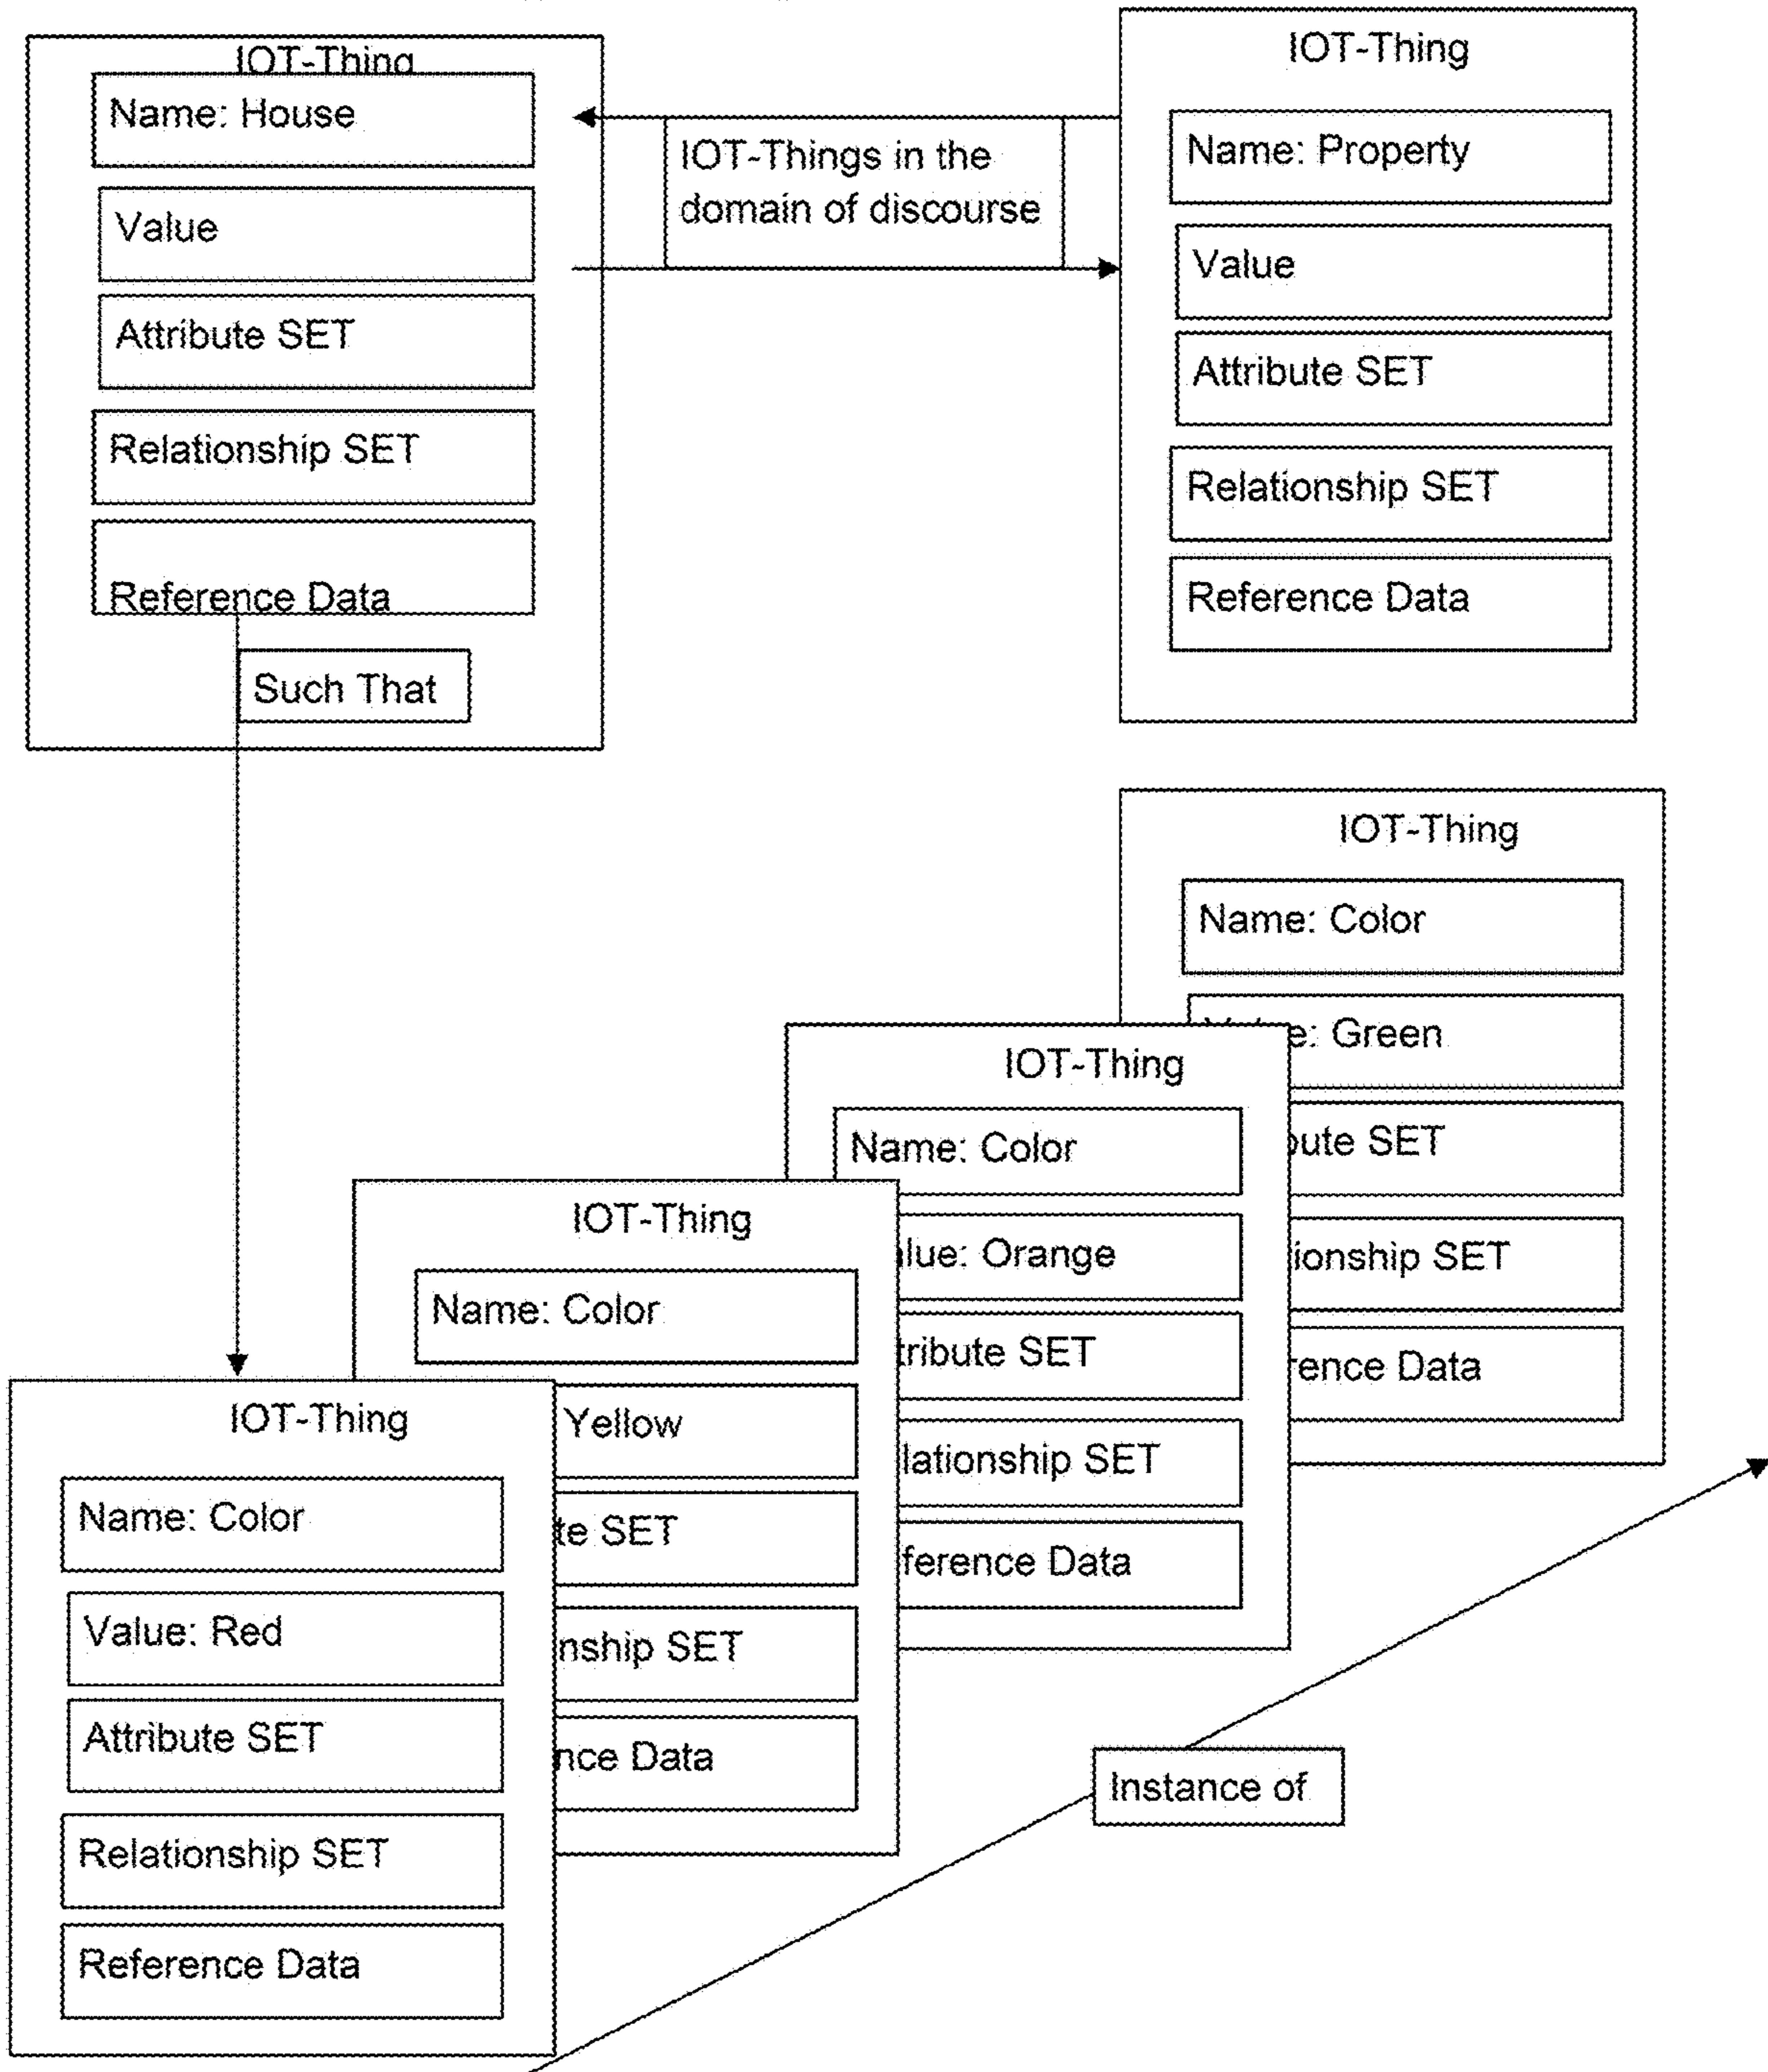 IOT-Thing
Name: House
Value
Attribute SET
Relationship SET
Reference Data
Such That
IOT-Things in the
domain of discourse
IOT-Thing
Name: Property
Value
Attribute SET
Relationship SET
Reference Data
IOT-Thing
Name: Color
e: Green
bute SET
ionship SET
rence Data
IOT-Thing
Name: Color
lue: Orange
tribute SET
lationship SET
ference Data
IOT-Thing
Name: Color
Yellow
te SET
nship SET
nce Data
IOT-Thing
Name: Color
Value: Red
Attribute SET
Relationship SET
Reference Data
Instance of